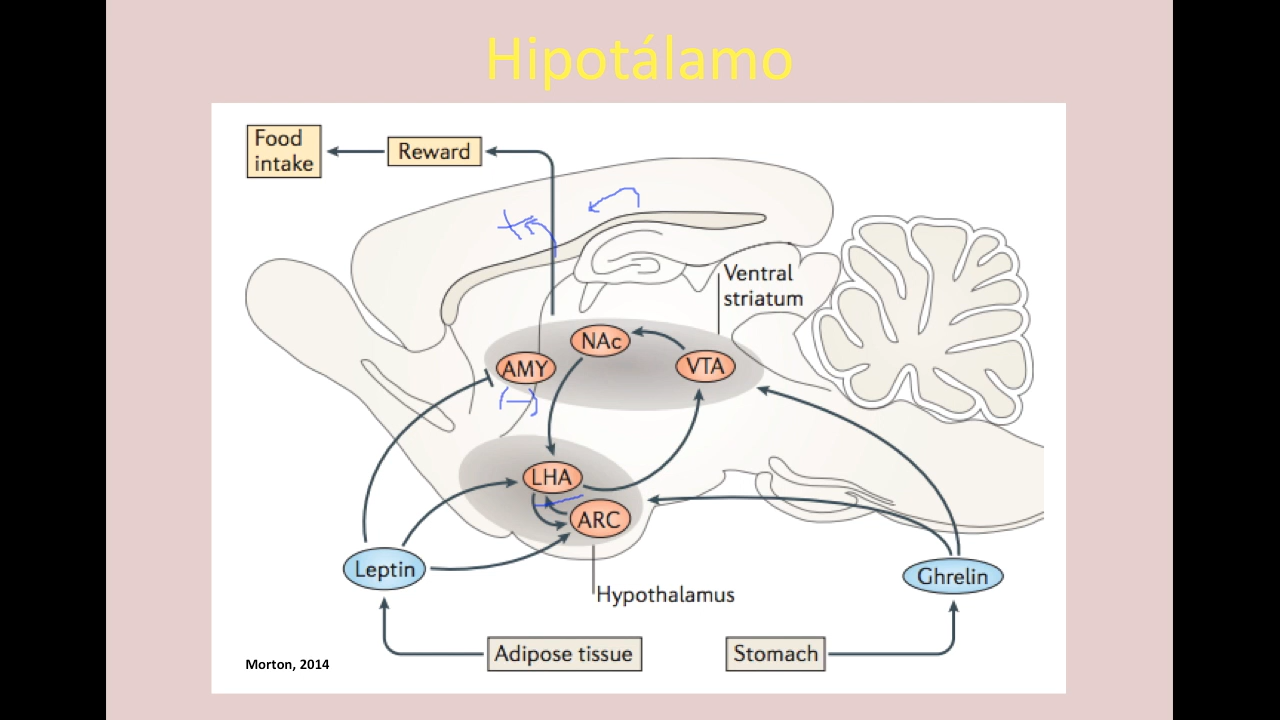 Hipotálamo
Food
intake
Reward
Ventral
striatum
NAc
AMY
VTA
LHA
ARC
Leptin
Ghrelin
Hypothalamus
Adipose tissue
Stomach
Morton, 2014